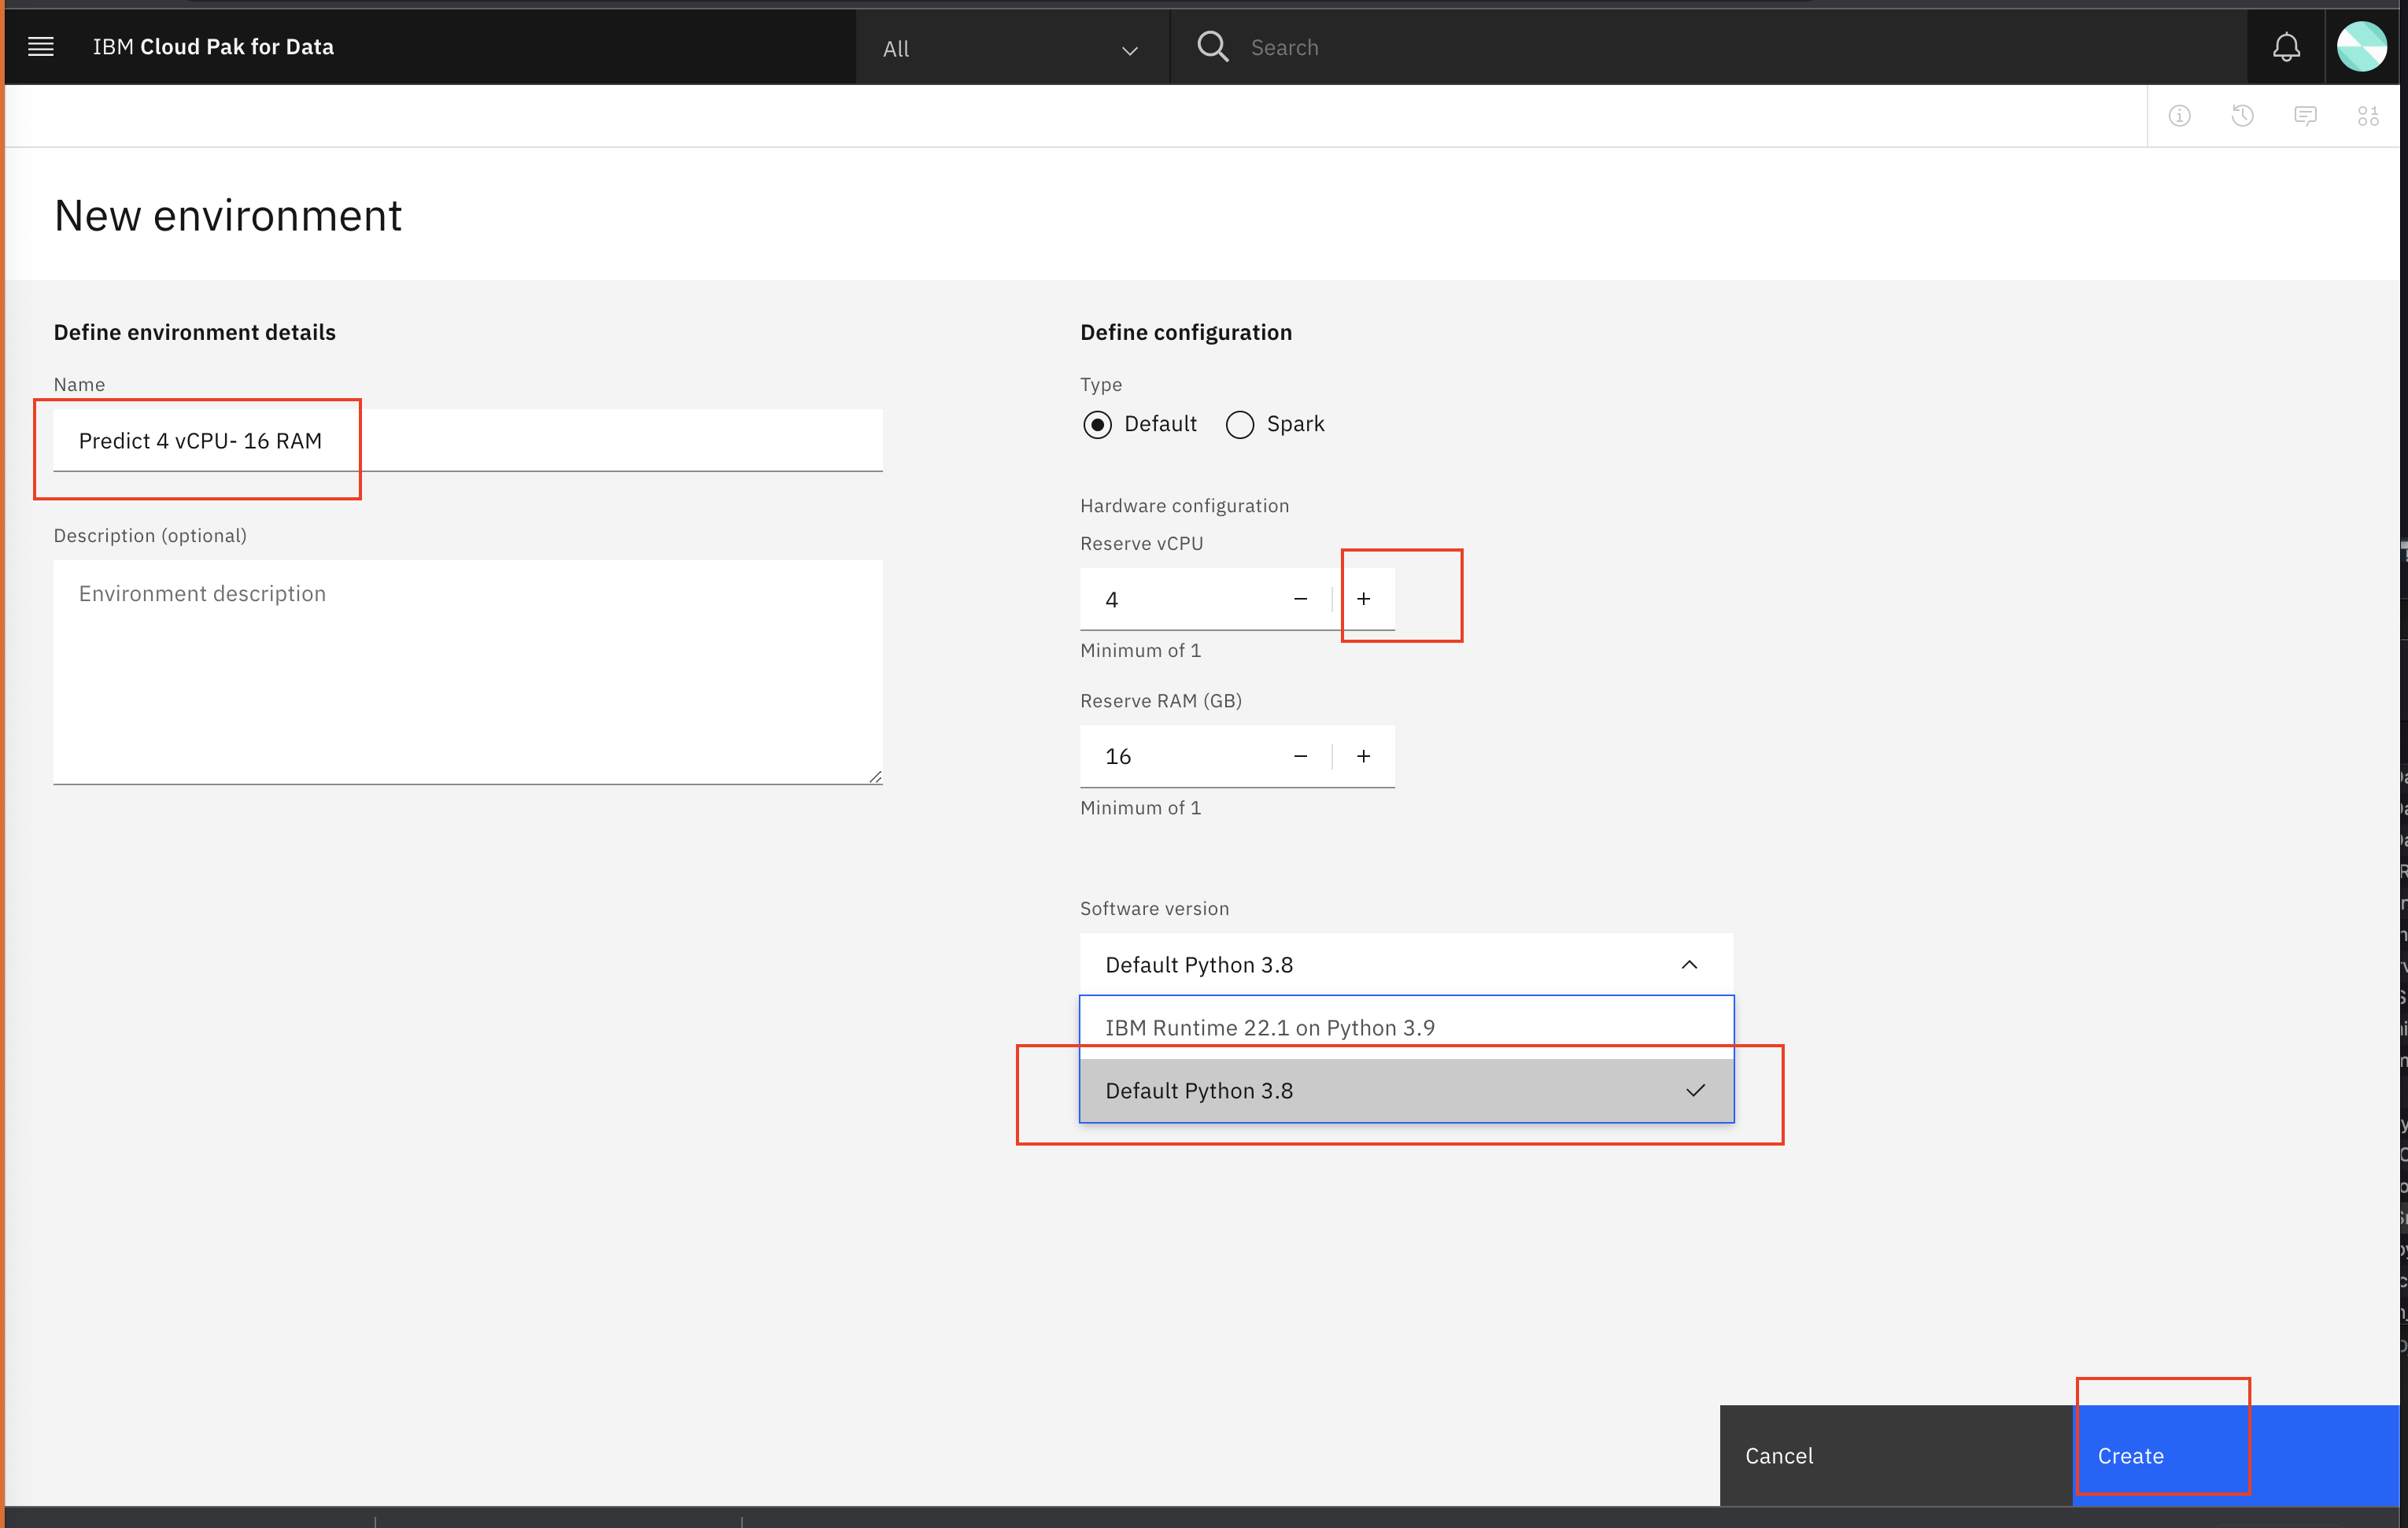 IBM Cloud Pak for Data
All
Search
New environment
Define environment details
Name
Predict 4 vCPU- 16 RAM
Description (optional)
Environment description
Define configuration
Type
Default
Spark
Hardware configuration
Reserve vCPU
4
Minimum of 1
Reserve RAM (GB)
16
Minimum of 1
Software version
Default Python 3.8
IBM Runtime 22.1 on Python 3.9
Default Python 3.8
Cancel
Create